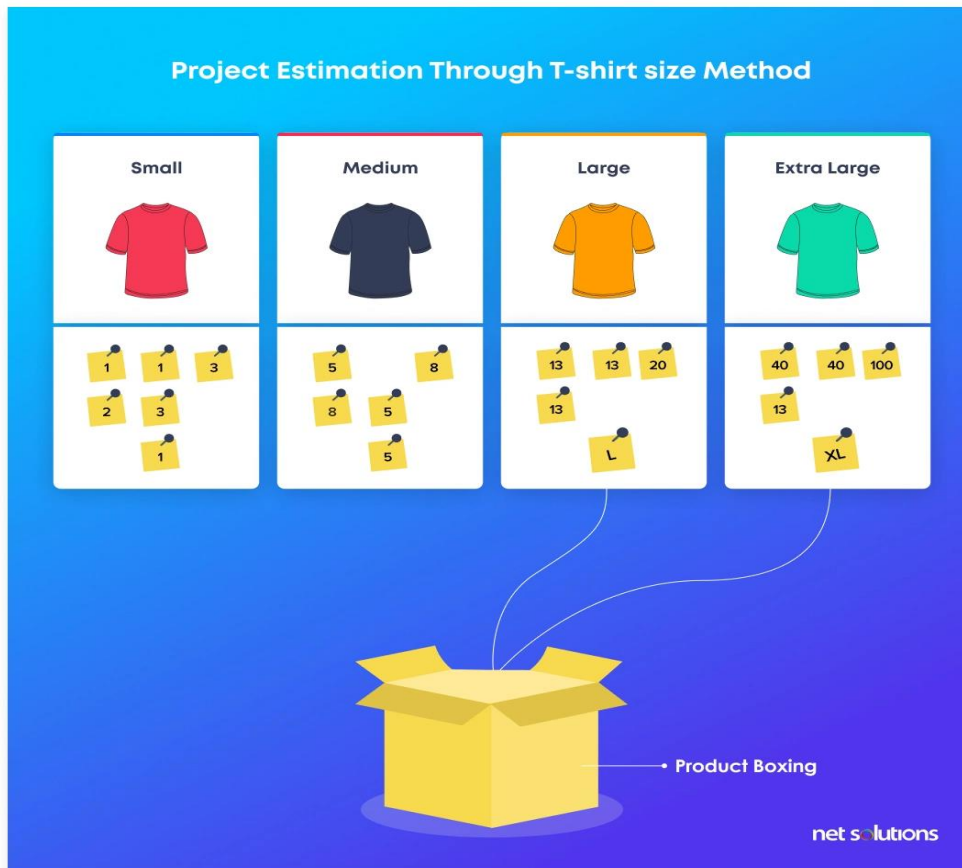 Project Estimation Through T-shirt size Method
Small
Medium
Large
Extra Large
1 1 3
2 3
1
5 8
8 5
5
13 13 20
13
L
40 40 100
13
XL
Product Boxing
net solutions